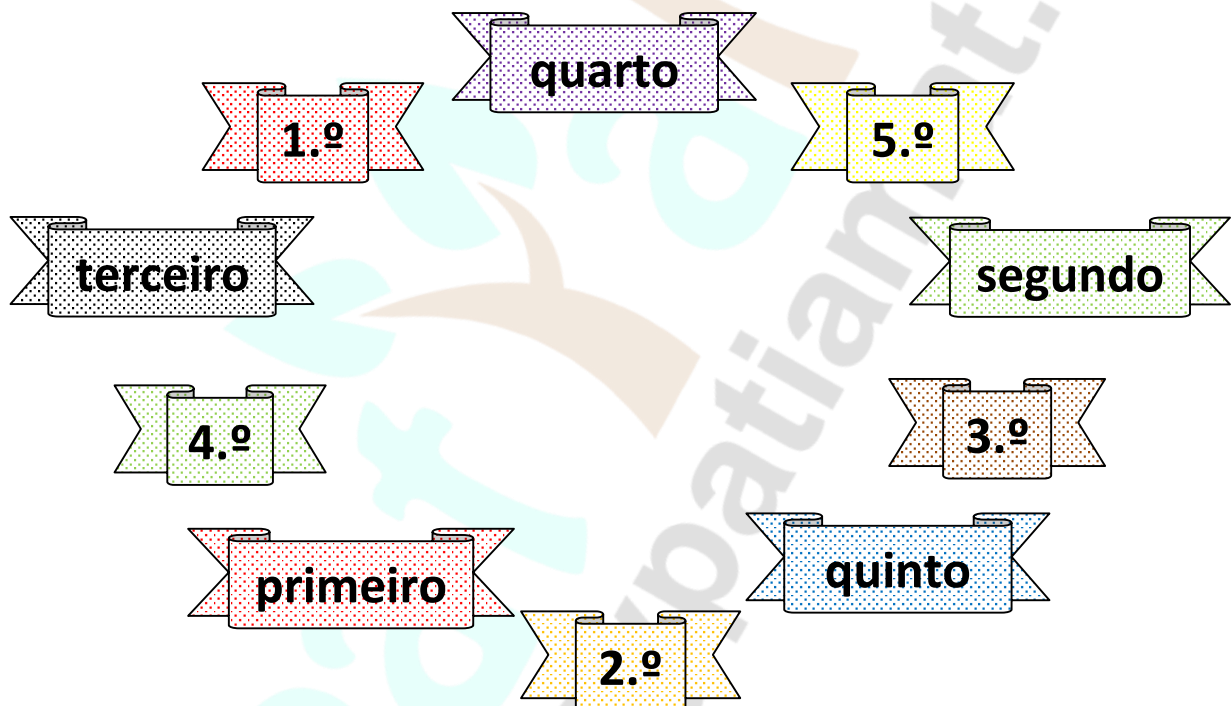 quarto
1.º
5.º
terceiro
segundo
4.º
3.º
primeiro
quinto
2.º